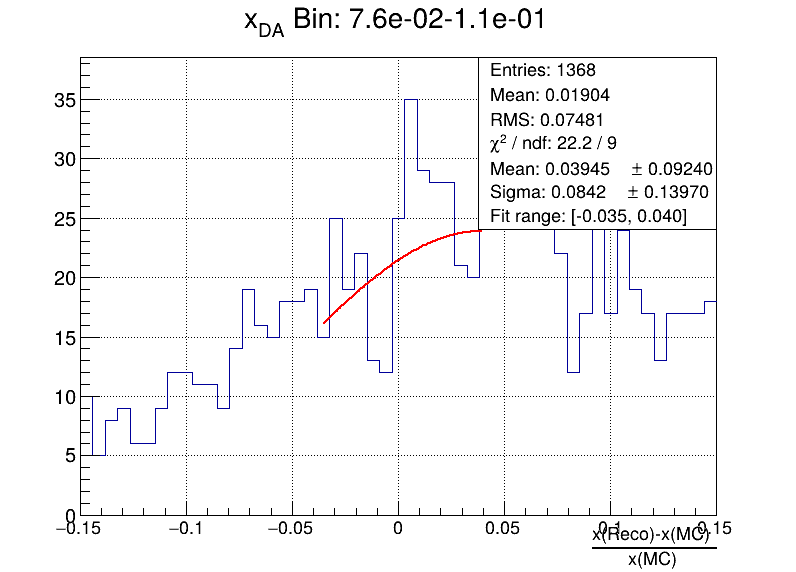 x_DA Bin: 7.6e-02-1.1e-01
Entries: 1368
Mean: 0.01904
RMS: 0.07481
χ² / ndf: 22.2 / 9
Mean: 0.03945 ± 0.09240
Sigma: 0.0842 ± 0.13970
Fit range: [-0.035, 0.040]
35
30
25
20
15
10
5
0
−0.15 −0.1 −0.05 0 0.05 0.1 0.15
x(Reco)-x(MC)
x(MC)